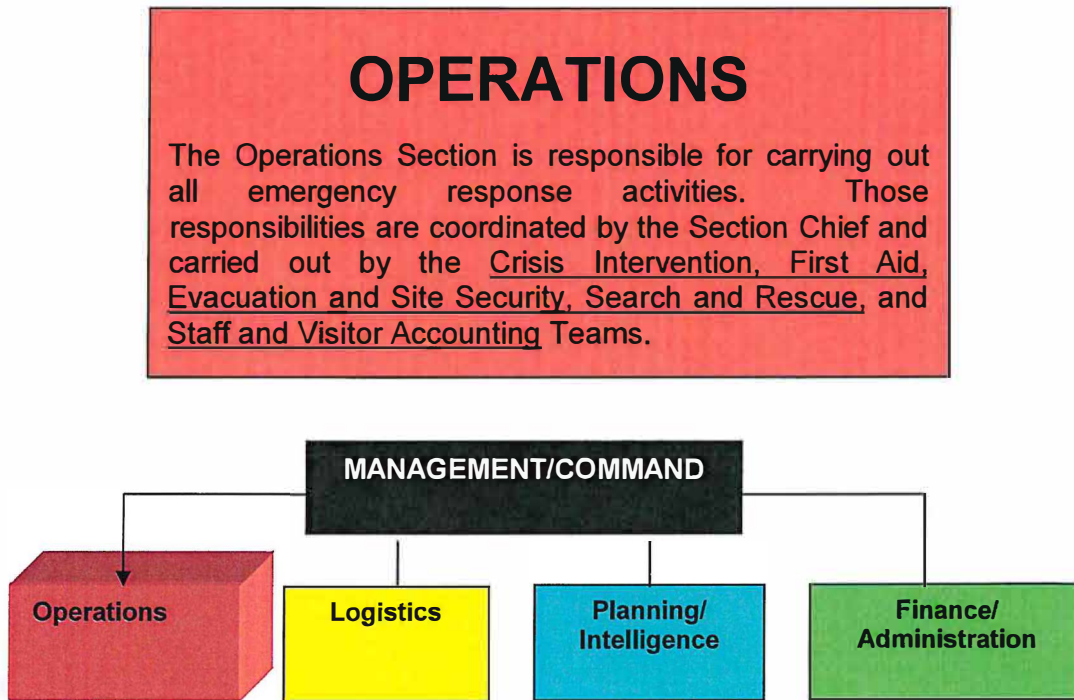 OPERATIONS
The Operations Section is responsible for carrying out
all emergency response activities. Those
responsibilities are coordinated by the Section Chief and
carried out by the Crisis Intervention, First Aid,
Evacuation and Site Security, Search and Rescue, and
Staff and Visitor Accounting Teams.
MANAGEMENT/COMMAND
Operations
Logistics
Planning/
Intelligence
Finance/
Administration